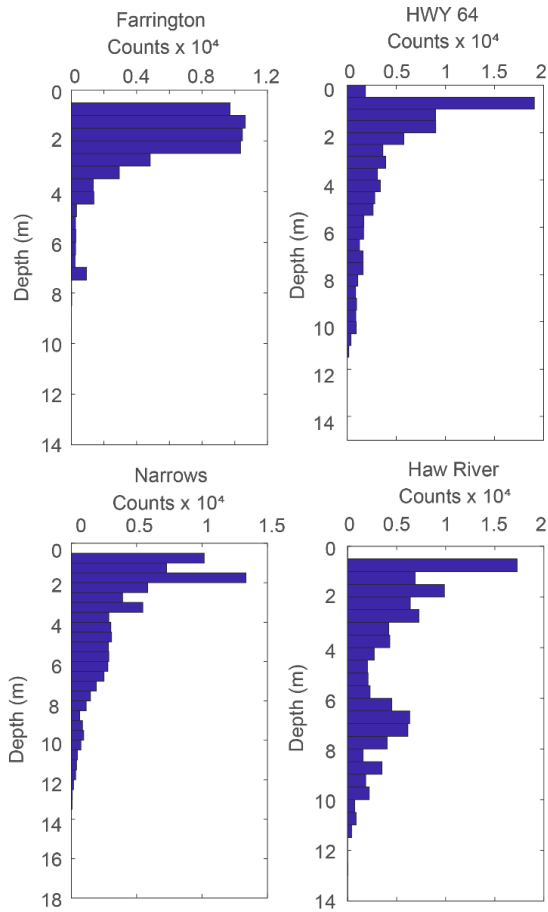 Farrington
Counts x 10⁴
0 0.4 0.8 1.2
0
2
4
6
8
10
12
14
Depth (m)
HWY 64
Counts x 10⁴
0 0.5 1 1.5 2
0
2
4
6
8
10
12
14
Depth (m)
Narrows
Counts x 10⁴
0 0.5 1 1.5
0
2
4
6
8
10
12
14
16
18
Depth (m)
Haw River
Counts x 10⁴
0 0.5 1 1.5 2
0
2
4
6
8
10
12
14
Depth (m)